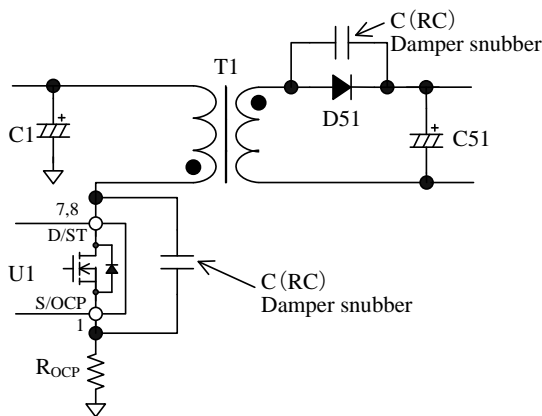 C（RC）
Damper snubber
T1
D51
C1
C51
7,8
D/ST
U1
S/OCP
1
C（RC）
Damper snubber
ROCP